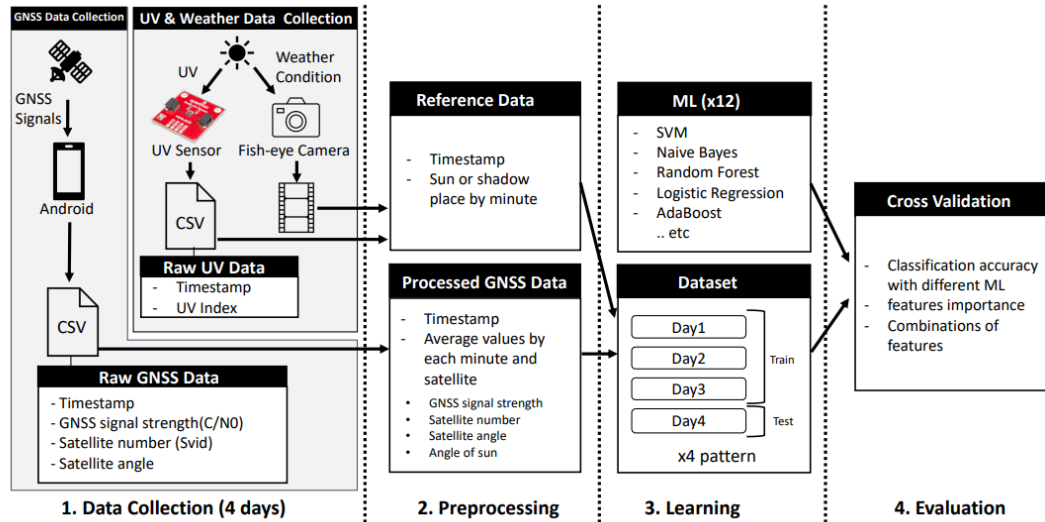 GNSS Data Collection
GNSS
Signals
Android
CSV
Raw GNSS Data
- Timestamp
- GNSS signal strength(C/N0)
- Satellite number (Svid)
- Satellite angle
UV & Weather Data Collection
UV
Weather
Condition
UV Sensor
Fish-eye Camera
CSV
Raw UV Data
- Timestamp
- UV Index
1. Data Collection (4 days)
Reference Data
- Timestamp
- Sun or shadow
place by minute
Processed GNSS Data
- Timestamp
- Average values by
each minute and
satellite
• GNSS signal strength
• Satellite number
• Satellite angle
• Angle of sun
2. Preprocessing
ML (x12)
- SVM
- Naive Bayes
- Random Forest
- Logistic Regression
- AdaBoost
.. etc
Dataset
Day1
Day2
Day3
Day4
Train
Test
x4 pattern
3. Learning
Cross Validation
- Classification accuracy
with different ML
- features importance
- Combinations of
features
4. Evaluation